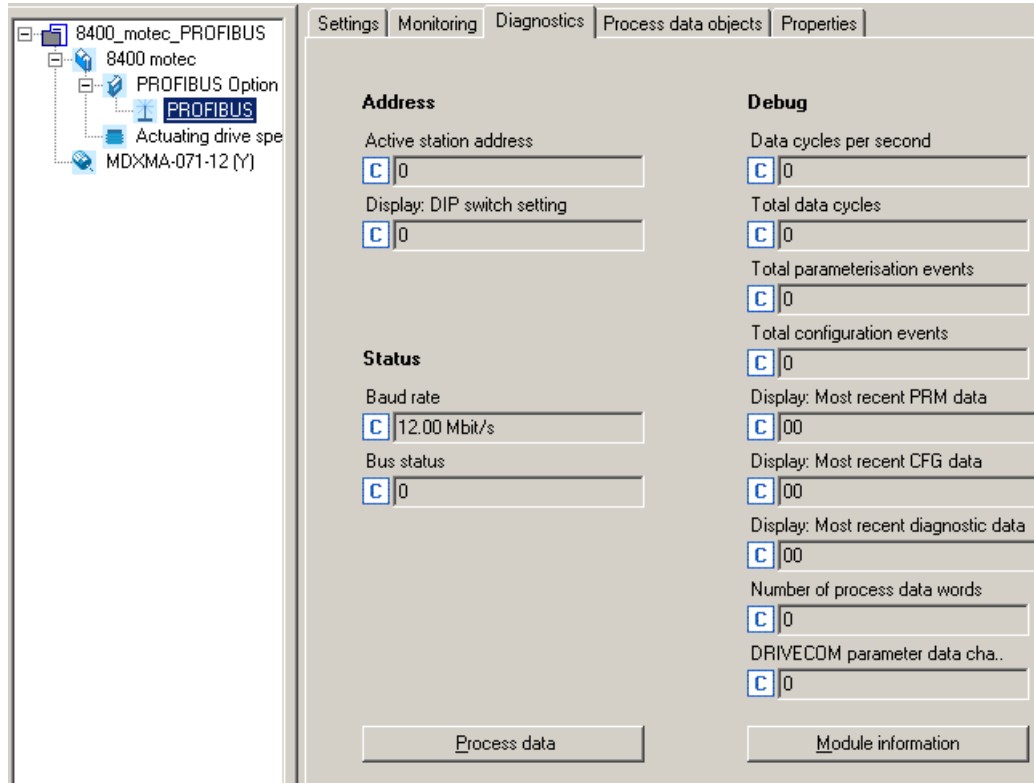 8400_motec_PROFIBUS
8400 motec
PROFIBUS Option
PROFIBUS
Actuating drive spe
MDXMA-071-12 (Y)
Settings
Monitoring
Diagnostics
Process data objects
Properties
Address
Active station address
C 0
Display: DIP switch setting
C 0
Status
Baud rate
C 12.00 Mbit/s
Bus status
C 0
Process data
Debug
Data cycles per second
C 0
Total data cycles
C 0
Total parameterisation events
C 0
Total configuration events
C 0
Display: Most recent PRM data
C 00
Display: Most recent CFG data
C 00
Display: Most recent diagnostic data
C 00
Number of process data words
C 0
DRIVECOM parameter data cha..
C 0
Module information